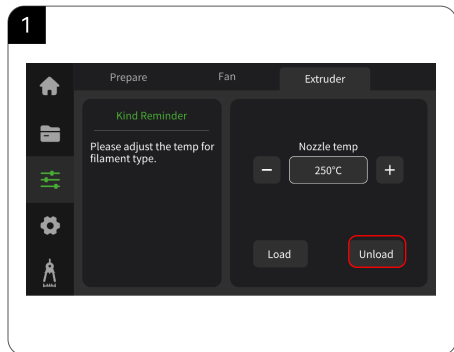 1
Prepare Fan Extruder
Kind Reminder
Please adjust the temp for
filament type.
Nozzle temp
− 250°C +
Load Unload